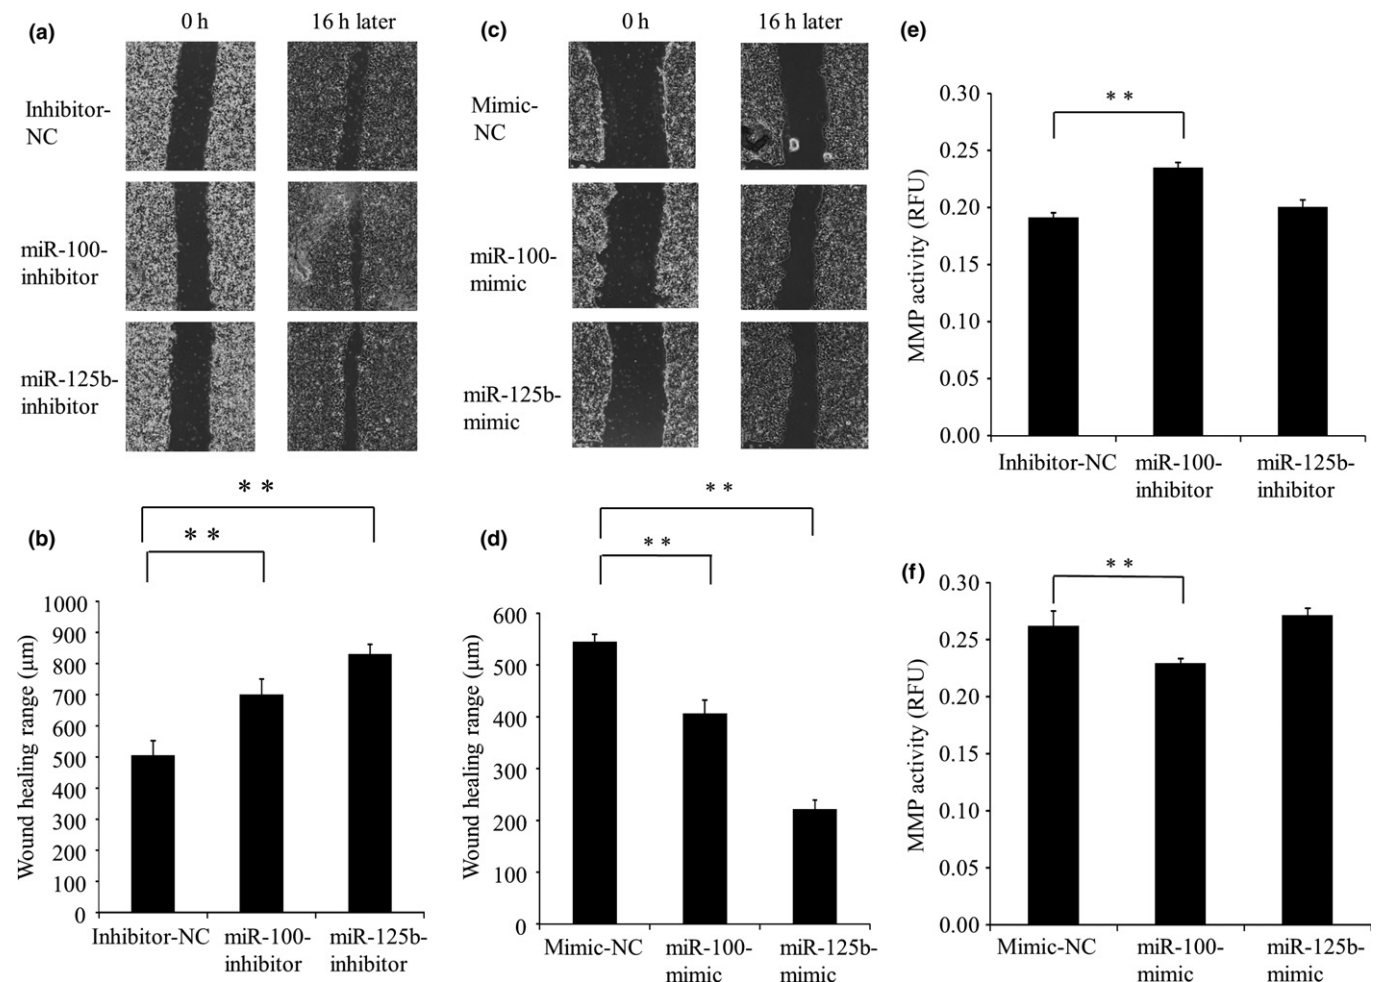 (a)
0 h
16 h later
Inhibitor-
NC
miR-100-
inhibitor
miR-125b-
inhibitor
(b)
* *
* *
Wound healing range (μm)
1000
900
800
700
600
500
400
300
200
100
0
Inhibitor-NC
miR-100-
inhibitor
miR-125b-
inhibitor
(c)
0 h
16 h later
Mimic-
NC
miR-100-
mimic
miR-125b-
mimic
(d)
* *
* *
Wound healing range (μm)
600
500
400
300
200
100
0
Mimic-NC
miR-100-
mimic
miR-125b-
mimic
(e)
* *
MMP activity (RFU)
0.30
0.25
0.20
0.15
0.10
0.05
0.00
Inhibitor-NC
miR-100-
inhibitor
miR-125b-
inhibitor
(f)
* *
MMP activity (RFU)
0.30
0.25
0.20
0.15
0.10
0.05
0.00
Mimic-NC
miR-100-
mimic
miR-125b-
mimic